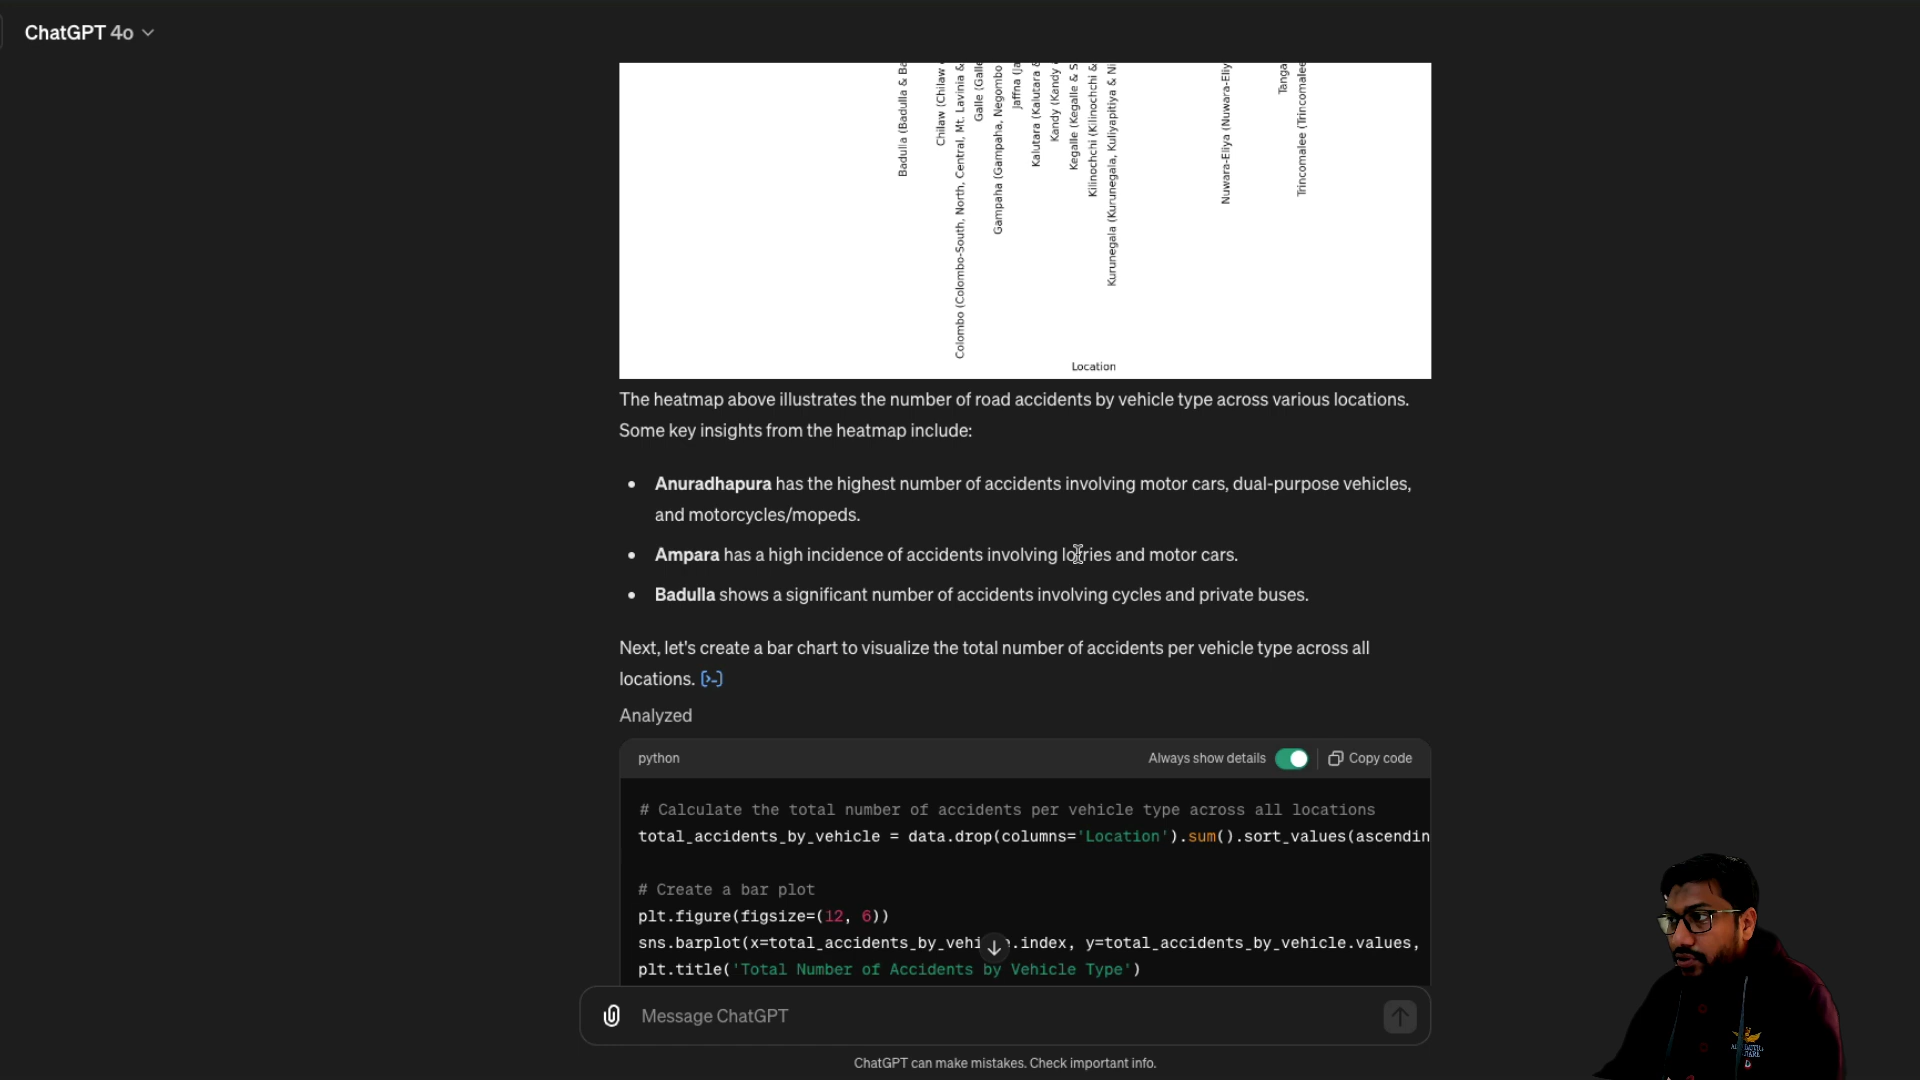 ChatGPT 4o
Badulla (Badulla & Ba
Chilaw (Chilaw
Colombo (Colombo-South, North, Central, Mt. Lavinia &
Galle (Galle
Gampaha (Gampaha, Negombo
Jaffna (Ja
Kalutara (Kalutara &
Kandy (Kandy
Kegalle (Kegalle & S
Kilinochchi (Kilinochchi &
Kurunegala (Kurunegala, Kuliyapitiya & Ni
Nuwara-Eliya (Nuwara-Eliy
Tanga
Trincomalee (Trincomalee
Location
The heatmap above illustrates the number of road accidents by vehicle type across various locations.
Some key insights from the heatmap include:
• Anuradhapura has the highest number of accidents involving motor cars, dual-purpose vehicles,
and motorcycles/mopeds.
• Ampara has a high incidence of accidents involving lorries and motor cars.
• Badulla shows a significant number of accidents involving cycles and private buses.
Next, let's create a bar chart to visualize the total number of accidents per vehicle type across all
locations. [>-]
Analyzed
python
Always show details
Copy code
# Calculate the total number of accidents per vehicle type across all locations
total_accidents_by_vehicle = data.drop(columns='Location').sum().sort_values(ascendin
# Create a bar plot
plt.figure(figsize=(12, 6))
sns.barplot(x=total_accidents_by_vehi .index, y=total_accidents_by_vehicle.values,
plt.title('Total Number of Accidents by Vehicle Type')
Message ChatGPT
ChatGPT can make mistakes. Check important info.